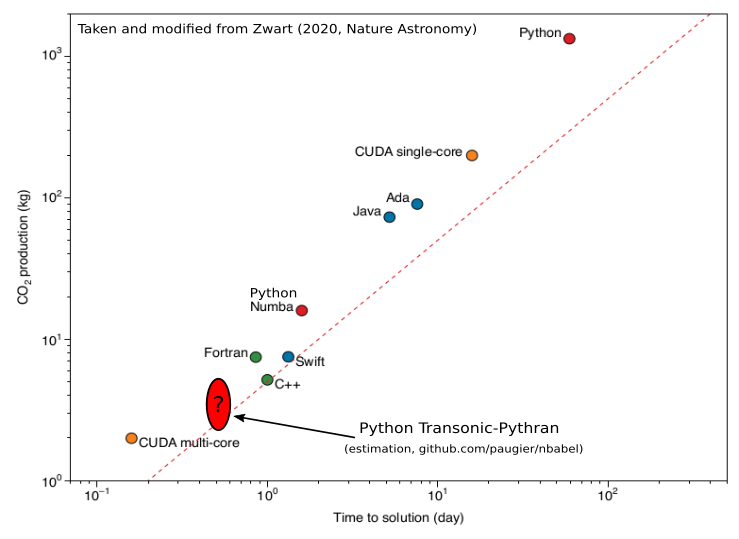 Taken and modified from Zwart (2020, Nature Astronomy)
Python
10³
CUDA single-core
10²
Ada
Java
CO₂ production (kg)
Python
Numba
10¹
Fortran
Swift
C++
?
Python Transonic-Pythran
(estimation, github.com/paugier/nbabel)
CUDA multi-core
10⁰
10⁻¹ 10⁰ 10¹ 10²
Time to solution (day)